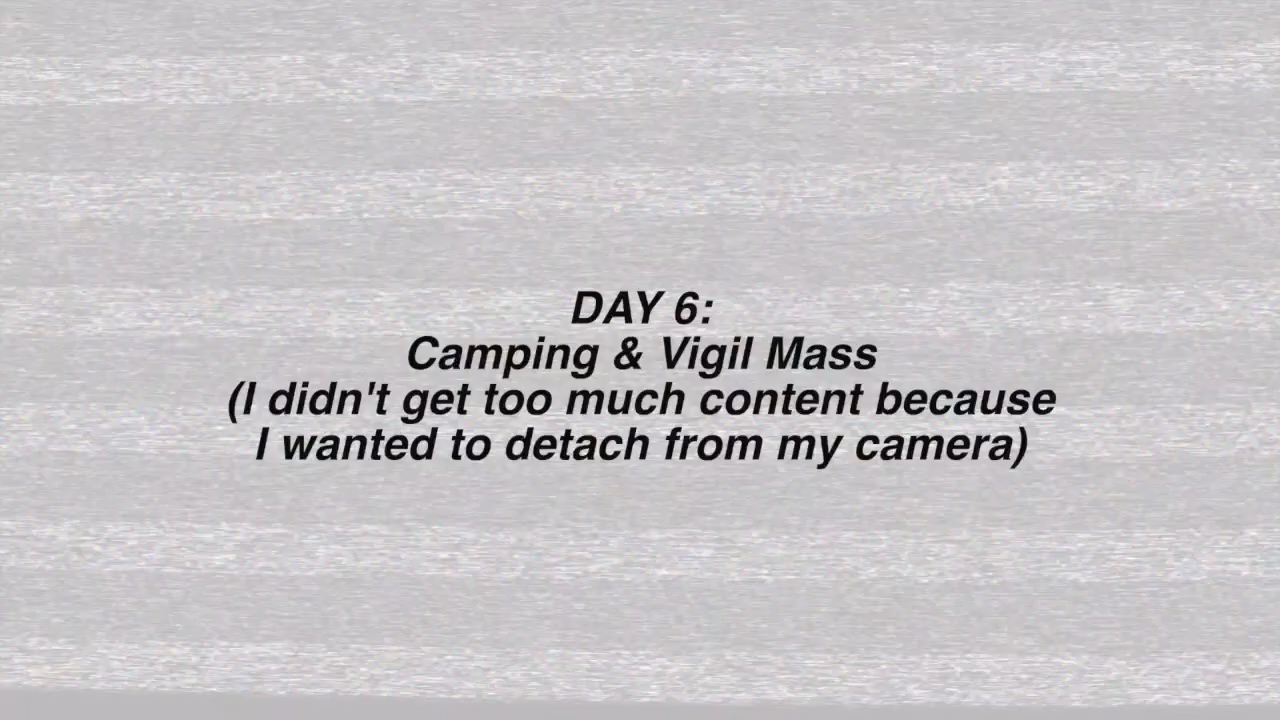 DAY 6:
Camping & Vigil Mass
(I didn't get too much content because
I wanted to detach from my camera)